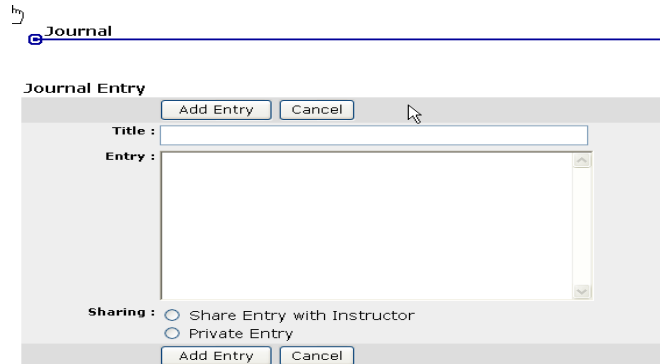 Journal
Journal Entry
Add Entry Cancel
Title :
Entry :
Sharing : Share Entry with Instructor
Private Entry
Add Entry Cancel